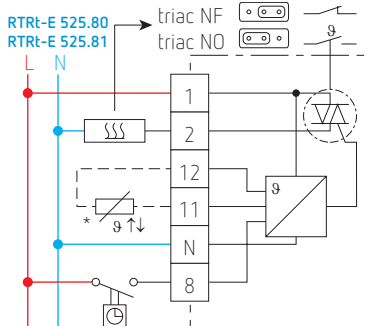 RTRt-E 525.80
RTRt-E 525.81
triac NF
triac NO
L N
ϑ
1
2
12
11
* ϑ ↑↓
ϑ
N
8